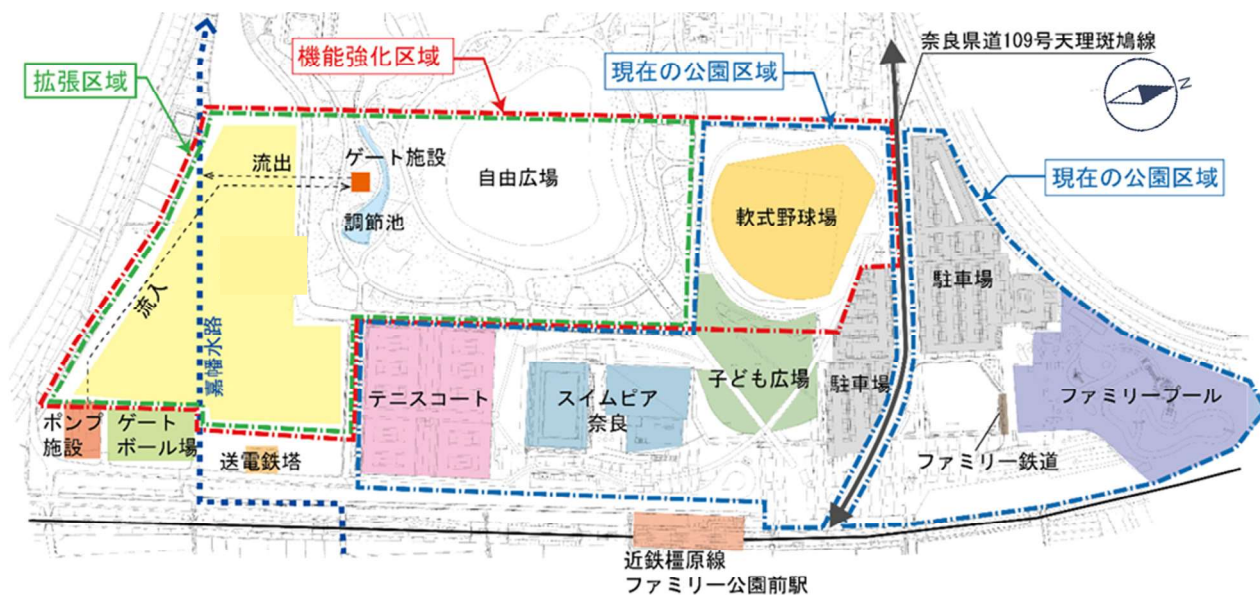 奈良県道109号天理斑鳩線
機能強化区域
現在の公園区域
拡張区域
N
流出
ゲート施設
自由広場
調節池
軟式野球場
現在の公園区域
駐車場
流入
嘉幡水路
テニスコート
スイムピア
奈良
子ども広場
駐車場
ファミリープール
ポンプ
施設
ゲート
ボール場
送電鉄塔
ファミリー鉄道
近鉄橿原線
ファミリー公園前駅